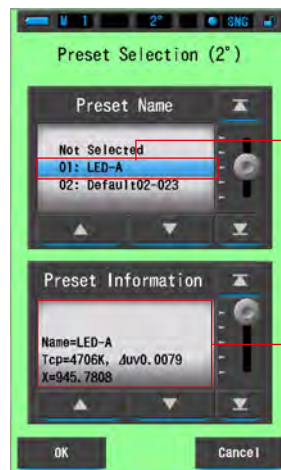 M 1 2° SNG
Preset Selection (2°)
Preset Name
Not Selected
01: LED-A
02: Default02-023
Preset Information
Name=LED-A
Tcp=4706K, ⊿uv0.0079
X=945.7808
OK Cancel